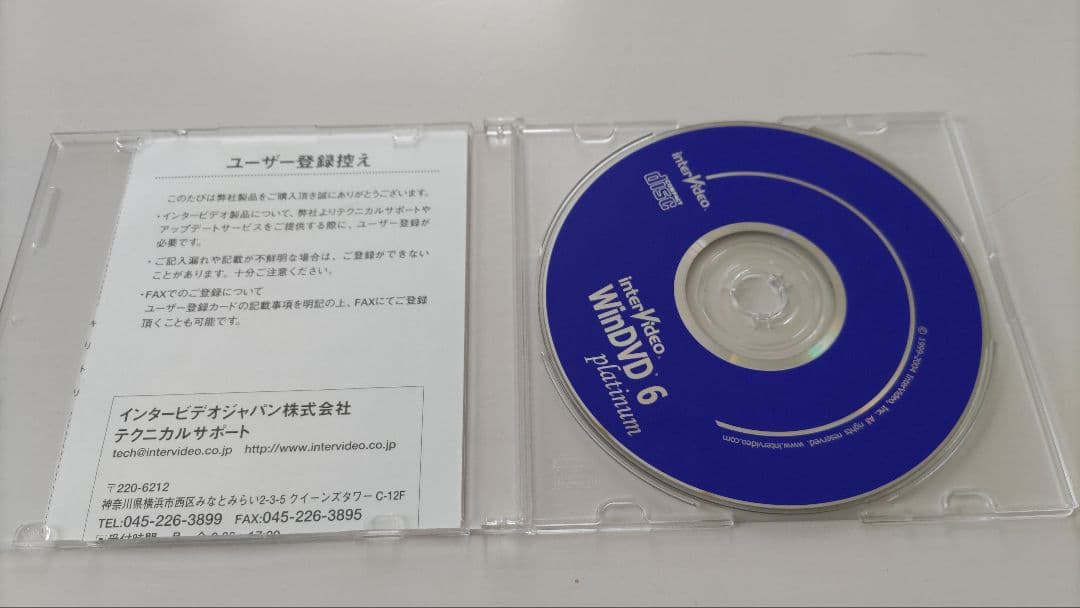 ユーザー登録控え
このたびは弊社製品をご購入頂き誠にありがとうございます。
・インタービデオ製品について、弊社よりテクニカルサポートや
アップデートサービスをご提供する際に、ユーザー登録が
必要です。
・ご記入漏れや記載が不鮮明な場合は、ご登録ができない
ことがあります。十分ご注意ください。
・FAXでのご登録について
ユーザー登録カードの記載事項を明記の上、FAXにてご登録
頂くことも可能です。
キリトリ
インタービデオジャパン株式会社
テクニカルサポート
tech@intervideo.co.jp http://www.intervideo.co.jp
〒220-6212
神奈川県横浜市西区みなとみらい2-3-5 クイーンズタワーC-12F
TEL:045-226-3899 FAX:045-226-3895
InterVideo.
COMPACT
disc
InterVideo.
WinDVD 6
platinum
© 1999-2004 InterVideo, Inc. All rights reserved. www.intervideo.com